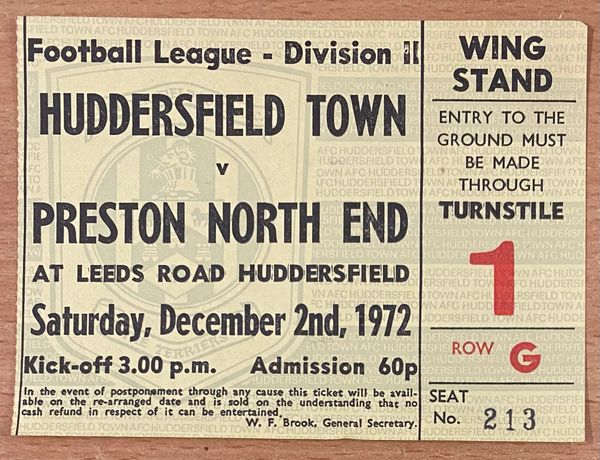 Football League - Division II
HUDDERSFIELD TOWN
v
PRESTON NORTH END
AT LEEDS ROAD HUDDERSFIELD
Saturday, December 2nd, 1972
Kick-off 3.00 p.m. Admission 60p
In the event of postponement through any cause this ticket will be avail-
able on the re-arranged date and is sold on the understanding that no
cash refund in respect of it can be entertained.
W. F. Brook, General Secretary.
WING
STAND
ENTRY TO THE
GROUND MUST
BE MADE
THROUGH
TURNSTILE
1
ROW G
SEAT
No. 213